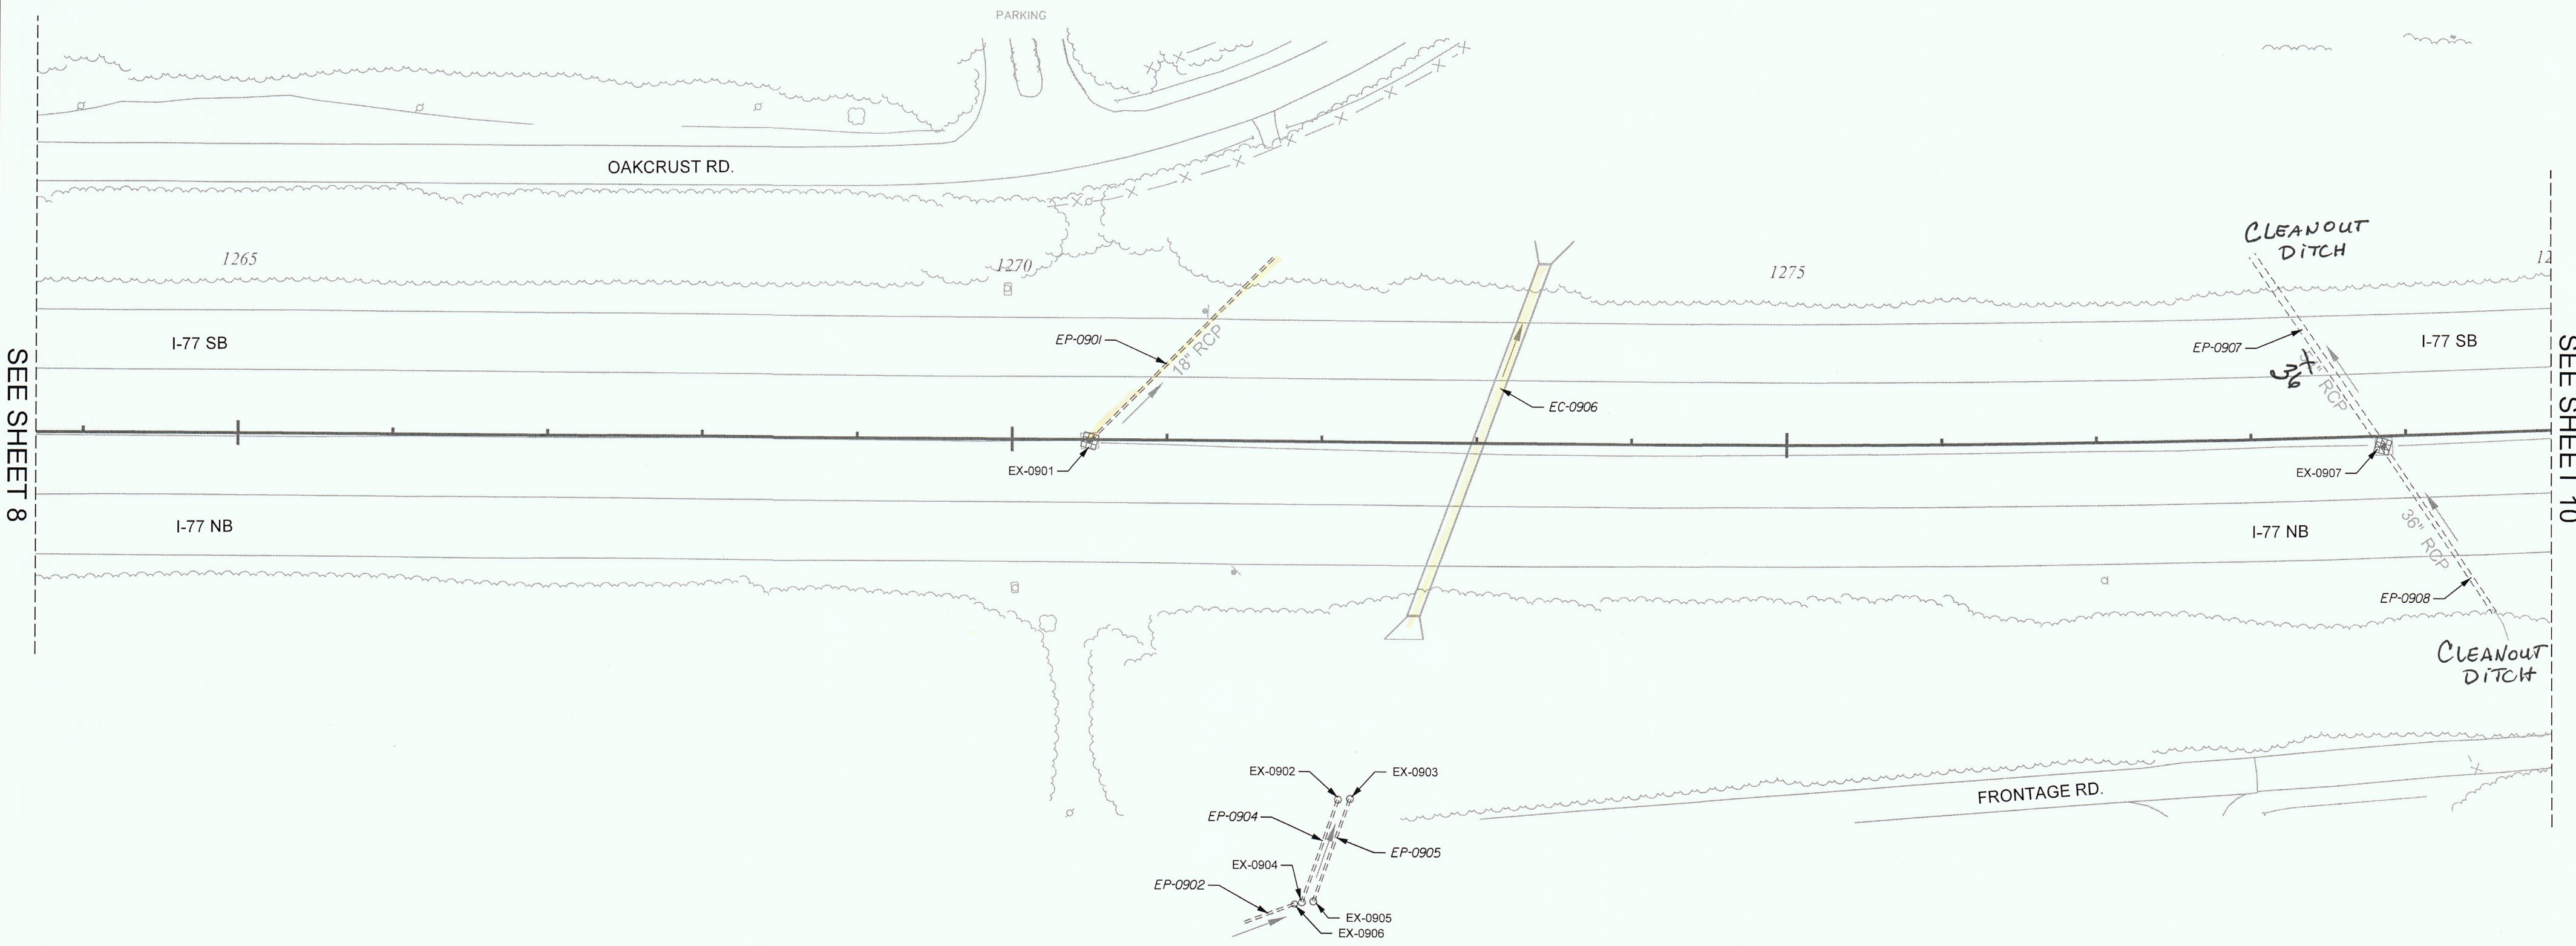 PARKING
OAKCRUST RD.
1265
1270
1275
12
CLEANOUT
DITCH
SEE SHEET 8
I-77 SB
EP-0901
18" RCP
EC-0906
EP-0907
36
" RCP
I-77 SB
SEE SHEET 10
EX-0901
EX-0907
I-77 NB
I-77 NB
36" RCP
EP-0908
CLEANOUT
DITCH
EX-0902
EX-0903
FRONTAGE RD.
EP-0904
EP-0905
EX-0904
EP-0902
EX-0905
EX-0906